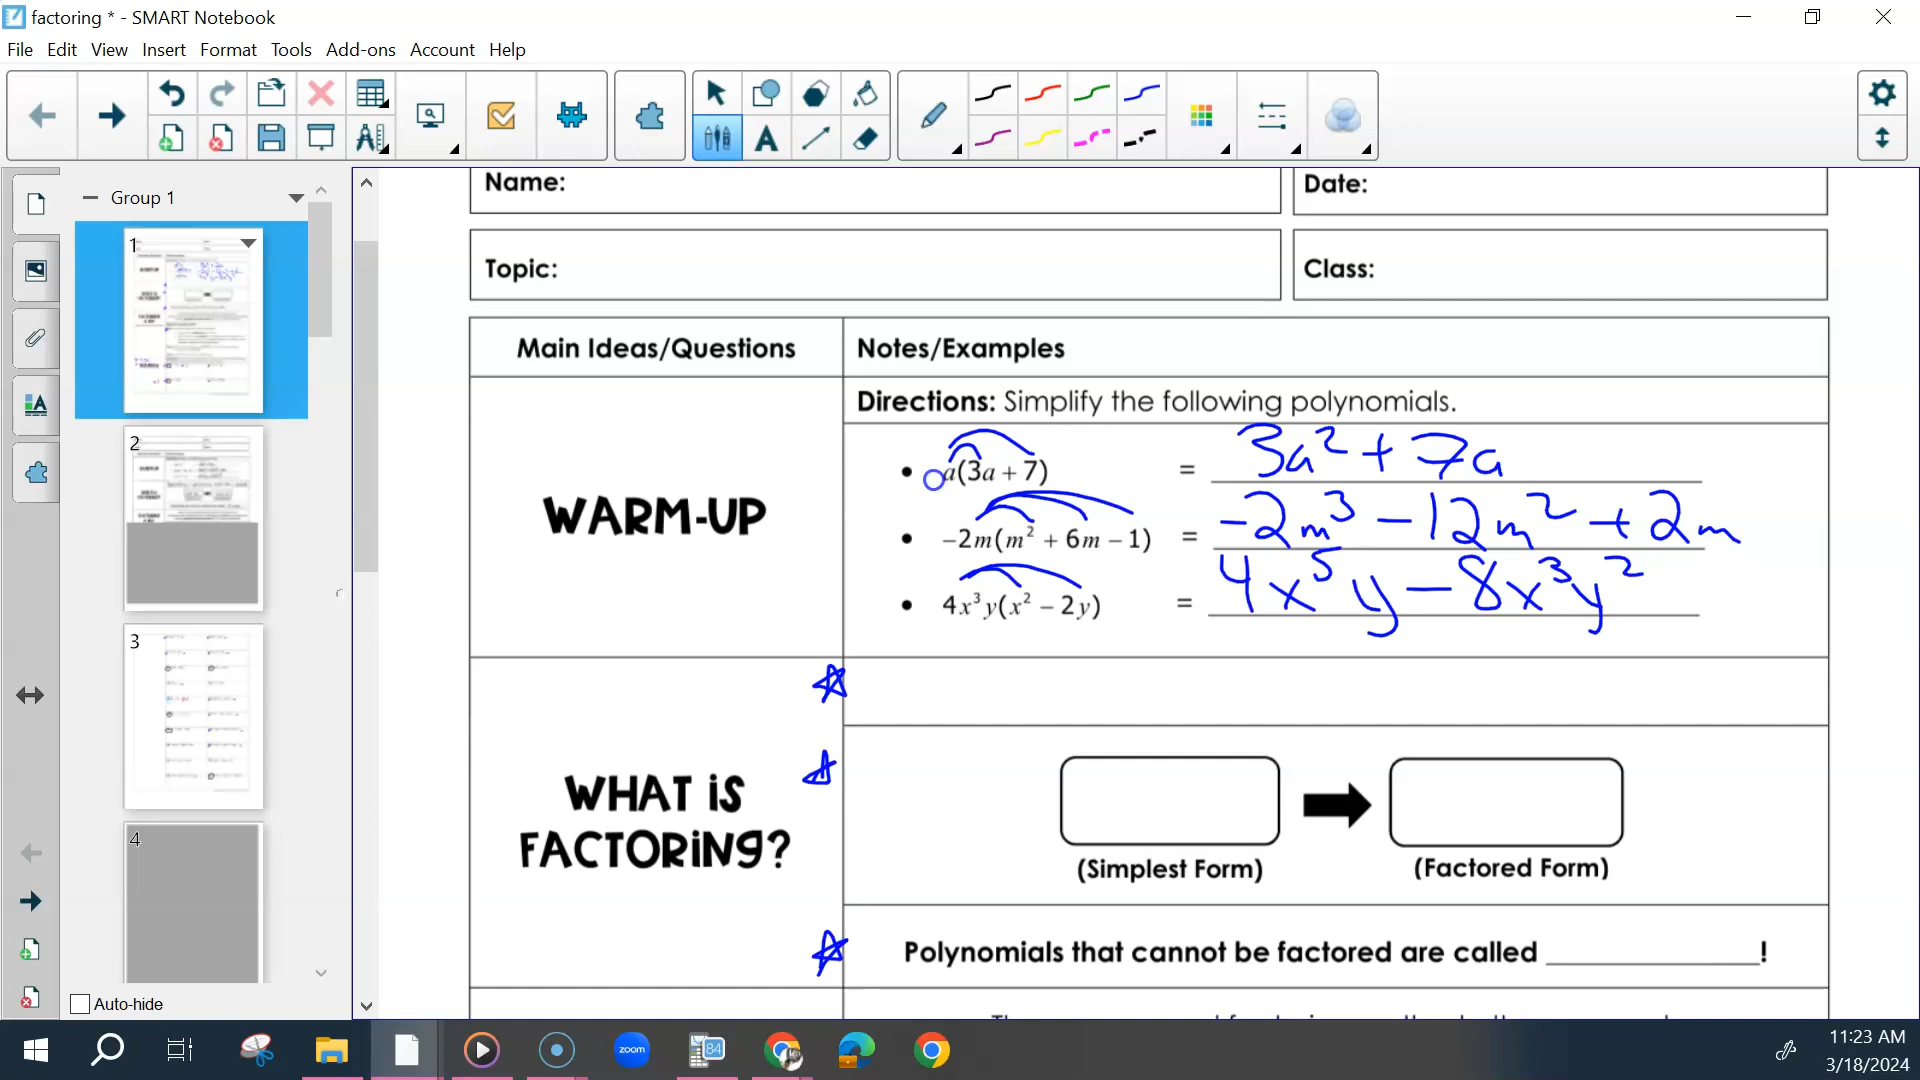 factoring * - SMART Notebook
File Edit View Insert Format Tools Add-ons Account Help
Group 1
1
2
3
4
Auto-hide
Name:
Date:
Topic:
Class:
Main Ideas/Questions
Notes/Examples
WARM-UP
Directions: Simplify the following polynomials.
• a(3a + 7) = 3a² + 7a
• −2m(m² + 6m − 1) = −2m³ − 12m² + 2m
• 4x³y(x² − 2y) = 4x⁵y − 8x³y²
WHAT iS
FACTORiNG?
(Simplest Form)
(Factored Form)
Polynomials that cannot be factored are called ______________!
zoom
84
11:23 AM
3/18/2024